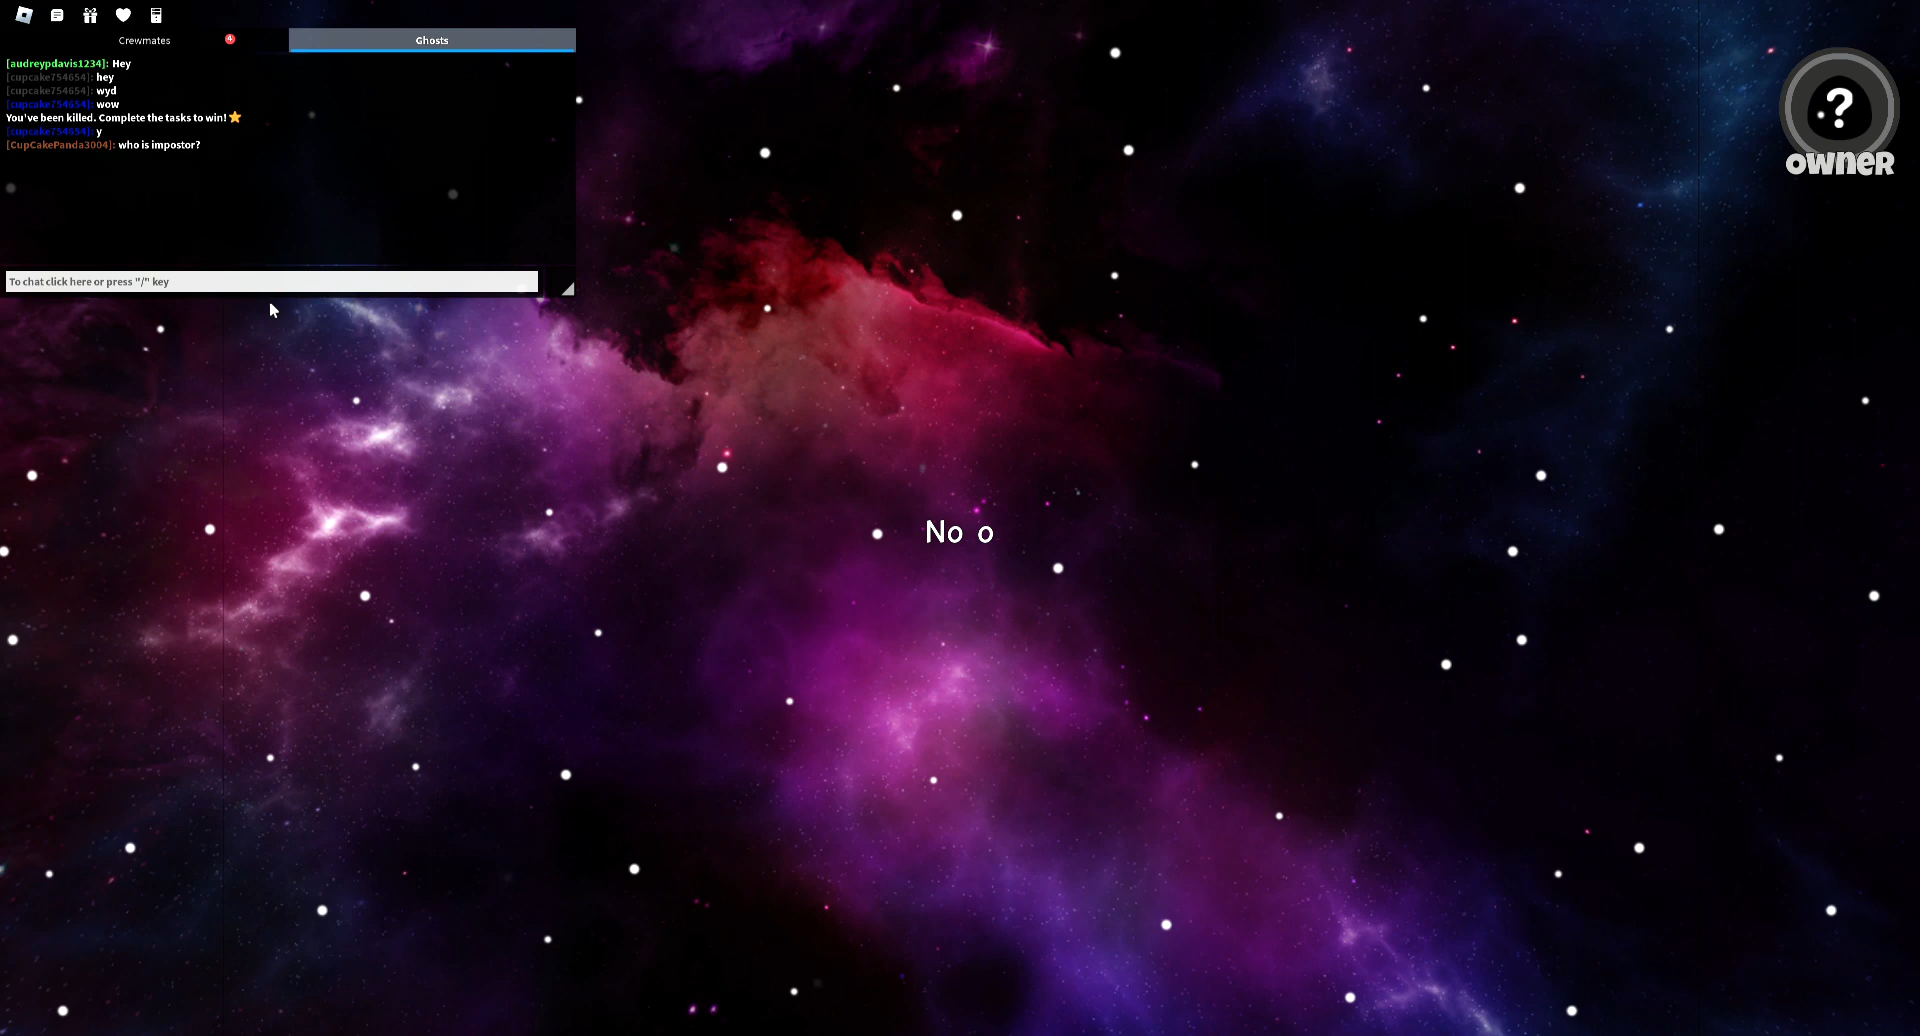 Crewmates
4
Ghosts
[audreypdavis1234]: Hey
[cupcake754654]: hey
[cupcake754654]: wyd
[cupcake754654]: wow
You've been killed. Complete the tasks to win! ⭐
[cupcake754654]: y
[CupCakePanda3004]: who is impostor?
To chat click here or press "/" key
?
OWNER
No o